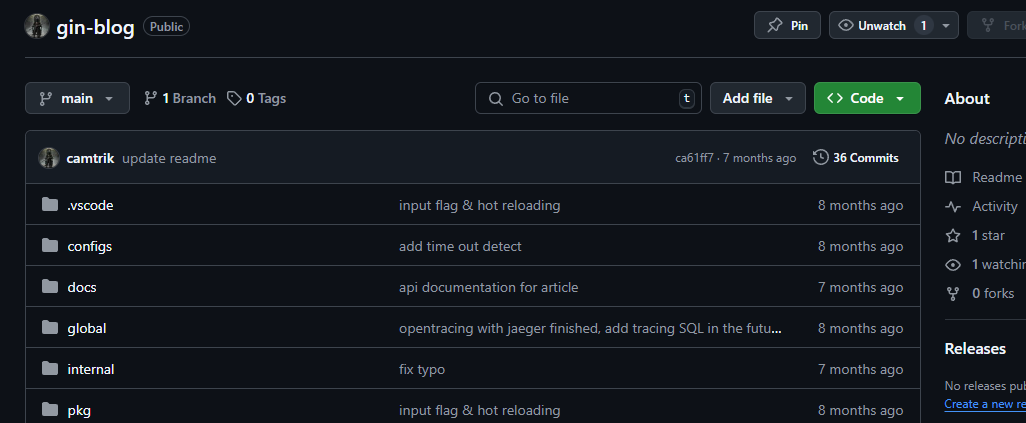 gin-blog Public Pin Unwatch 1 Fork
main 1 Branch 0 Tags Go to file t Add file Code
About
camtrik update readme ca61ff7 · 7 months ago 36 Commits
No descripti
Readme
.vscode input flag & hot reloading 8 months ago
Activity
configs add time out detect 8 months ago
1 star
1 watchin
docs api documentation for article 7 months ago
0 forks
global opentracing with jaeger finished, add tracing SQL in the futu... 8 months ago
Releases
internal fix typo 7 months ago
No releases pub
Create a new re
pkg input flag & hot reloading 8 months ago